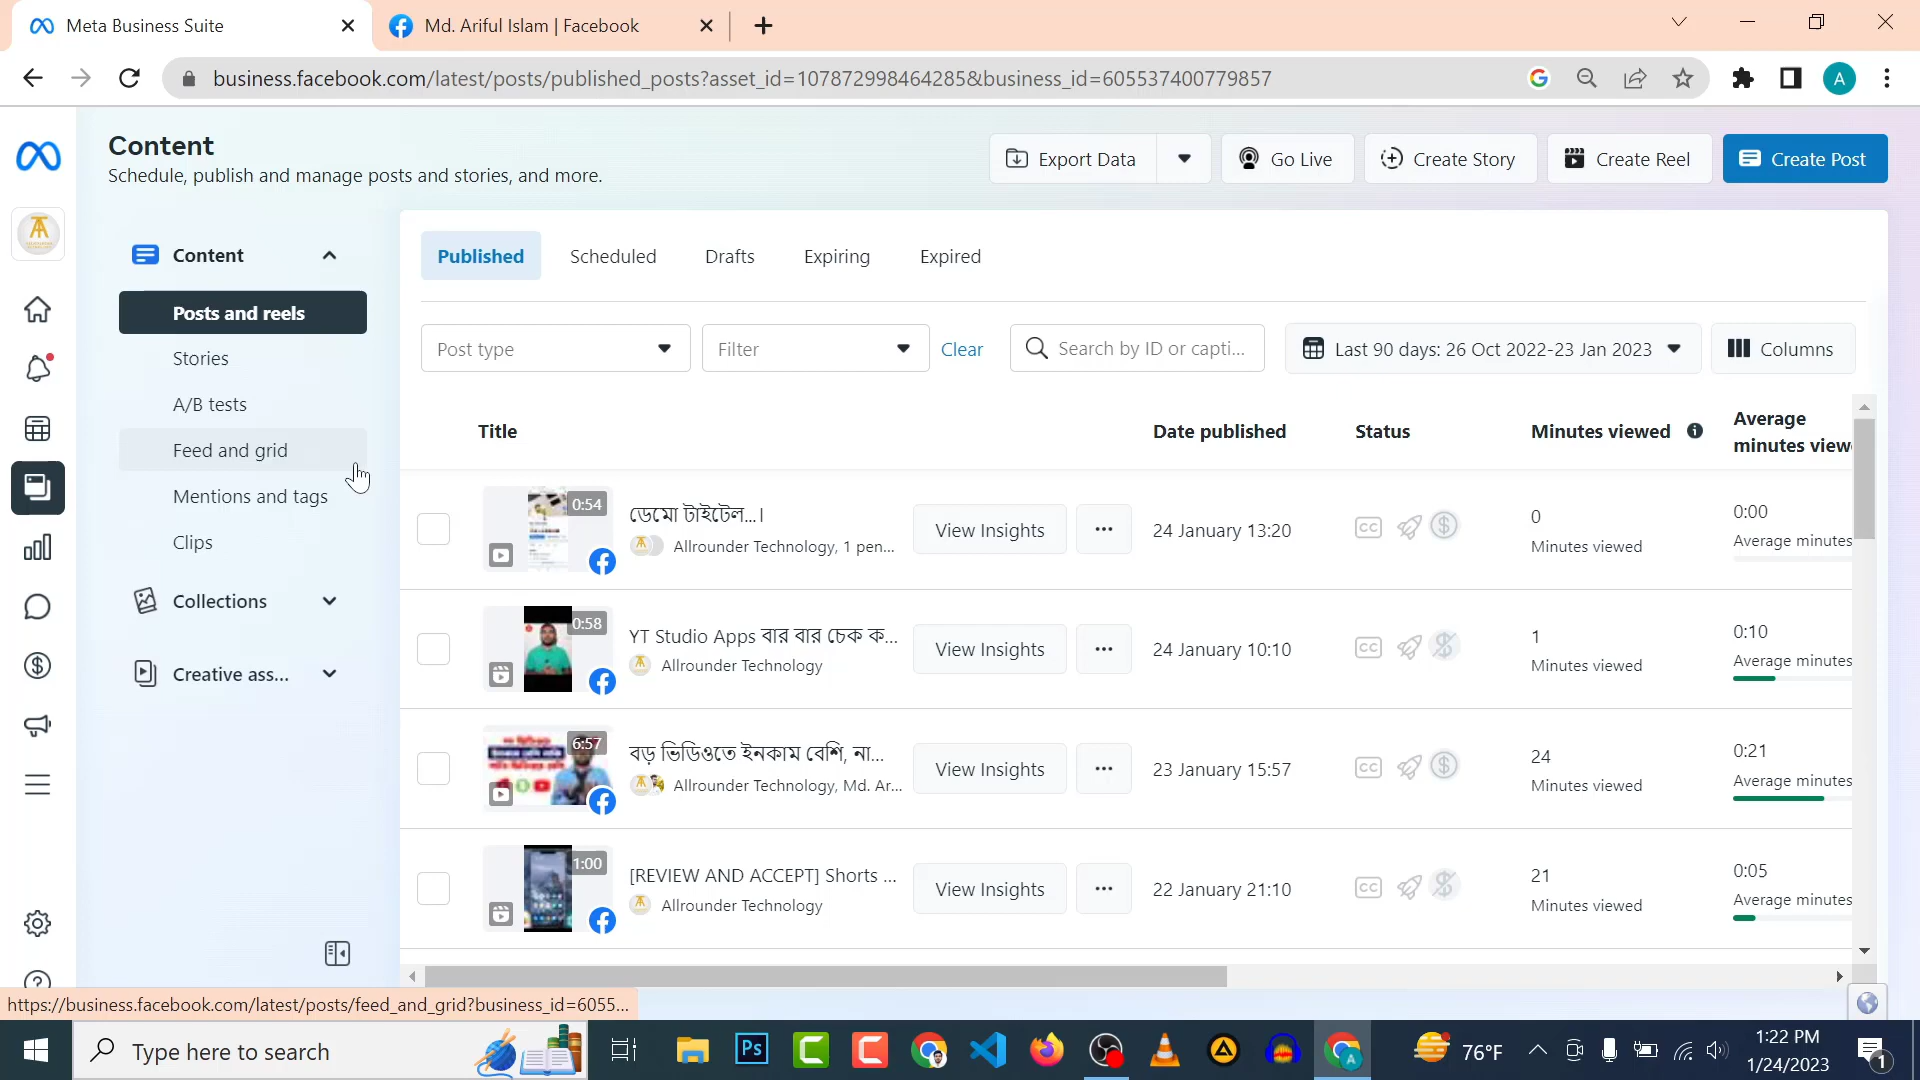 Meta Business Suite
Md. Ariful Islam | Facebook
business.facebook.com/latest/posts/published_posts?asset_id=107872998464285&business_id=605537400779857
A
Content
Schedule, publish and manage posts and stories, and more.
Export Data
Go Live
Create Story
Create Reel
Create Post
Content
Posts and reels
Stories
A/B tests
Feed and grid
Mentions and tags
Clips
Collections
Creative ass...
Published
Scheduled
Drafts
Expiring
Expired
Post type
Filter
Clear
Search by ID or capti...
Last 90 days: 26 Oct 2022-23 Jan 2023
Columns
Title
Date published
Status
Minutes viewed
Average
minutes view
0:54
ডেমো টাইটেল...।
Allrounder Technology, 1 pen...
View Insights
24 January 13:20
CC
0
Minutes viewed
0:00
Average minutes
0:58
YT Studio Apps বার বার চেক ক...
Allrounder Technology
View Insights
24 January 10:10
CC
1
Minutes viewed
0:10
Average minutes
6:57
বড় ভিডিওতে ইনকাম বেশি, না...
Allrounder Technology, Md. Ar...
View Insights
23 January 15:57
CC
24
Minutes viewed
0:21
Average minutes
1:00
[REVIEW AND ACCEPT] Shorts ...
Allrounder Technology
View Insights
22 January 21:10
CC
21
Minutes viewed
0:05
Average minutes
https://business.facebook.com/latest/posts/feed_and_grid?business_id=6055...
Type here to search
Ps
A
76°F
1:22 PM
1/24/2023
1